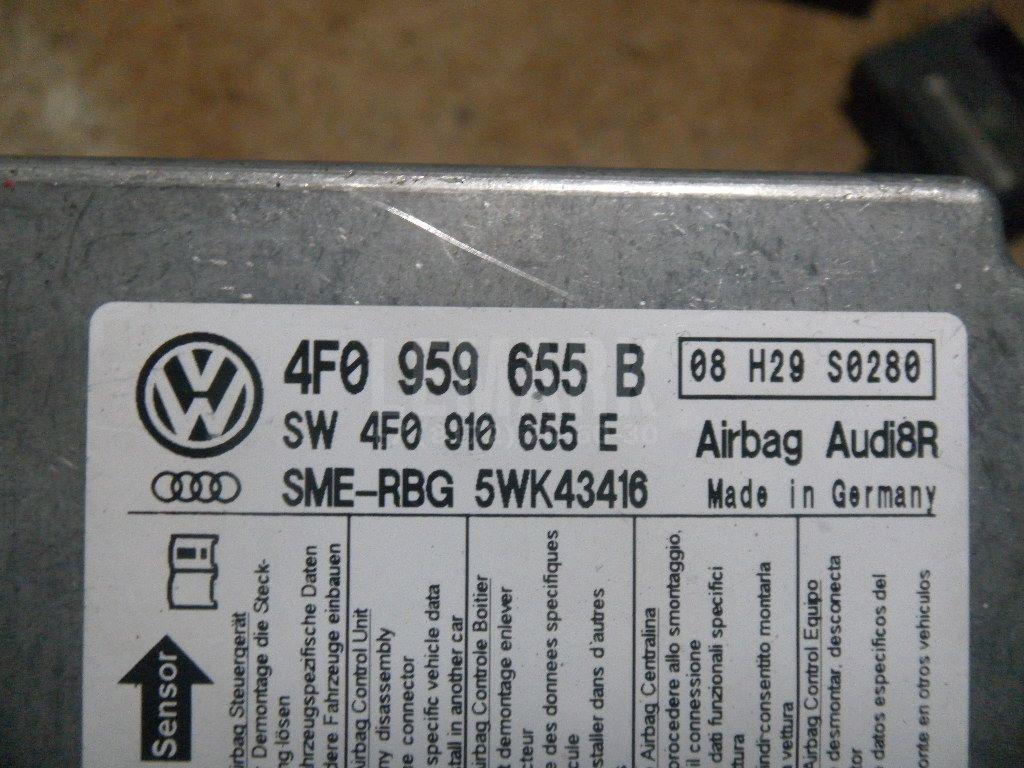 4F0 959 655 B
08 H29 S0280
SW 4F0 910 655 E
Airbag Audi8R
SME-RBG 5WK43416
Made in Germany
Sensor
Airbag Steuergerät
Demontage die Steck-
ng lösen
hrzeugspezifische Daten
dere Fahrzeuge einbauen
Airbag Control Unit
ny disassembly
e connector
specific vehicle data
tall in another car
Airbag Controle Boitier
t demontage enlever
cteur
e des donnees specifiques
cule
staller dans d'autres
Airbag Centralina
procedere allo smontaggio,
il connessione
dati funzionali specifici
ttura
indi-consentito montarla
vettura
Airbag Control Equipo
desmontar, desconecta
tor
datos especificos del
onte en otros vehiculos